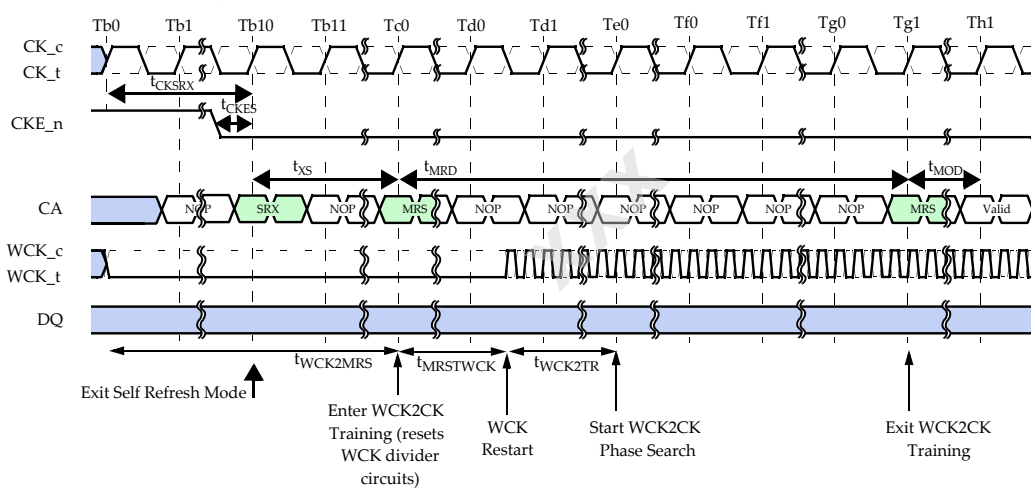 Tb0 Tb1 Tb10 Tb11 Tc0 Td0 Td1 Te0 Tf0 Tf1 Tg0 Tg1 Th1
CK_c
CK_t
tCKSRX
tCKES
CKE_n
tXS tMRD tMOD
CA NOP SRX NOP MRS NOP NOP NOP NOP NOP NOP MRS Valid
WCK_c
WCK_t
DQ
tWCK2MRS tMRSTWCK tWCK2TR
Exit Self Refresh Mode
Enter WCK2CK
Training (resets
WCK divider
circuits)
WCK
Restart
Start WCK2CK
Phase Search
Exit WCK2CK
Training